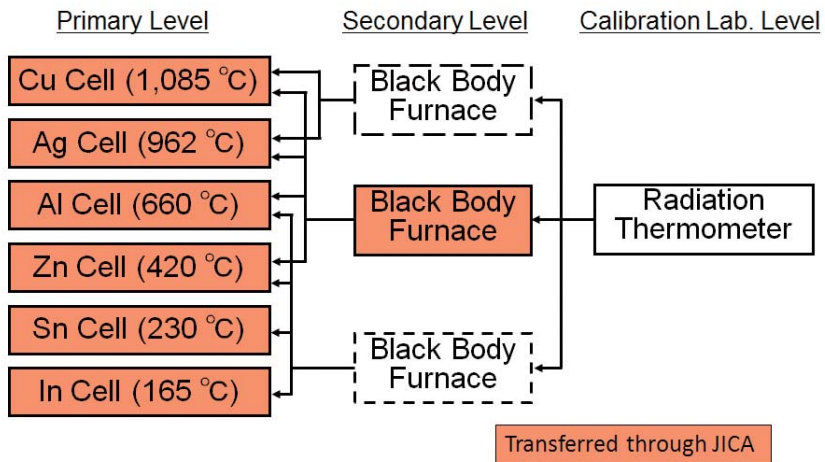 Primary Level
Secondary Level
Calibration Lab. Level
Cu Cell (1,085 ℃)
Ag Cell (962 ℃)
Al Cell (660 ℃)
Zn Cell (420 ℃)
Sn Cell (230 ℃)
In Cell (165 ℃)
Black Body
Furnace
Black Body
Furnace
Black Body
Furnace
Radiation
Thermometer
Transferred through JICA